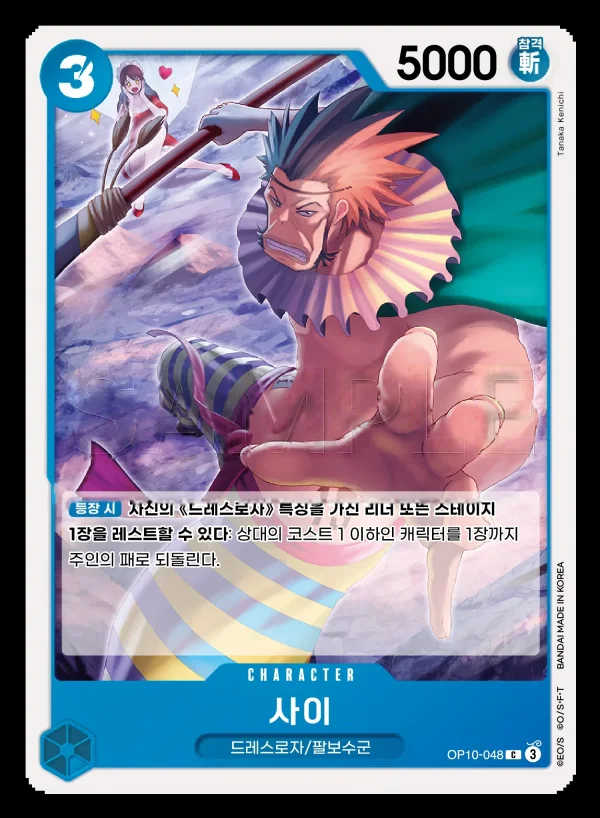 3
5000
참격
斬
Tanaka Kenichi
SAMPLE
등장 시 자신의 《드레스로자》 특징을 가진 리더 또는 스테이지
1장을 레스트할 수 있다: 상대의 코스트 1 이하인 캐릭터를 1장까지
주인의 패로 되돌린다.
CHARACTER
사이
드레스로자/팔보수군
OP10-048 C 3
©EO/S ©O/S·F·T BANDAI MADE IN KOREA